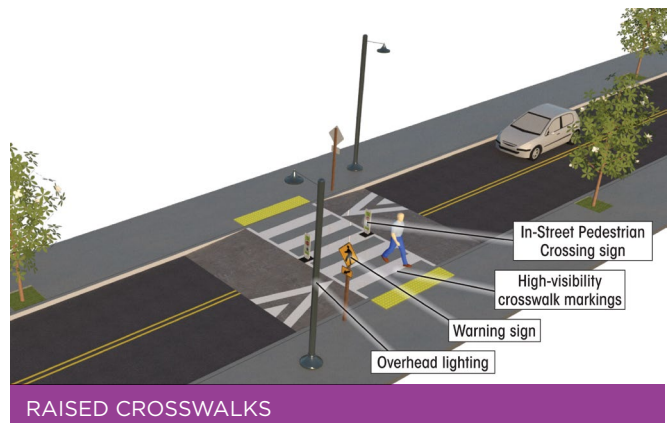 In-Street Pedestrian
Crossing sign
High-visibility
crosswalk markings
Warning sign
Overhead lighting
RAISED CROSSWALKS